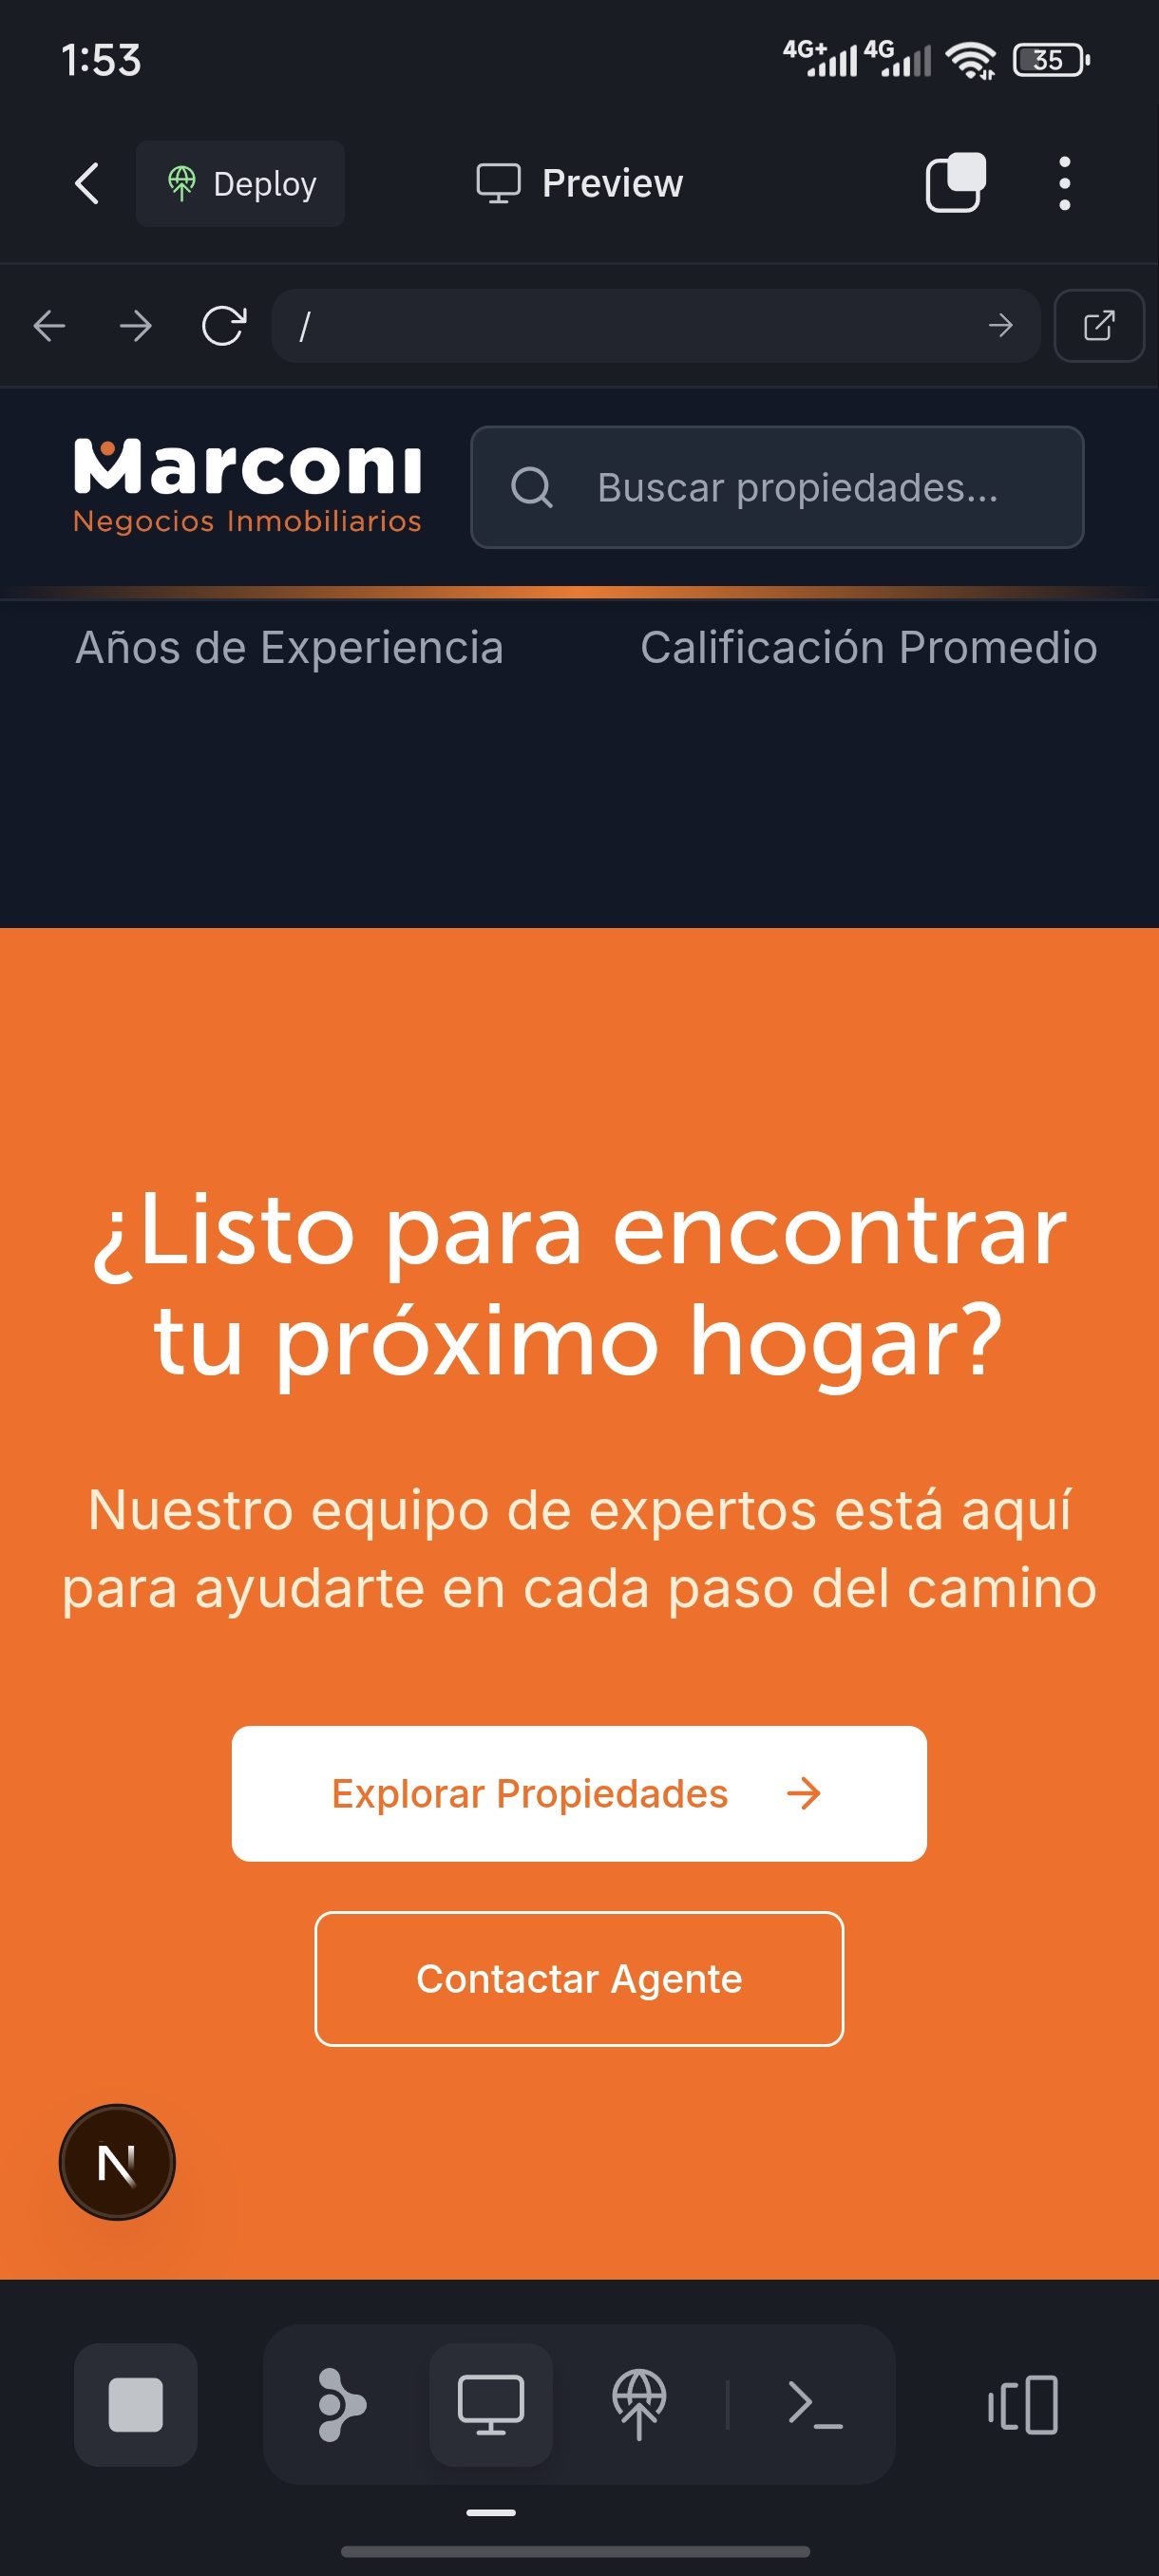 1:53
4G+ 4G 35
Deploy
Preview
/
Marconi
Negocios Inmobiliarios
Buscar propiedades...
Años de Experiencia
Calificación Promedio
¿Listo para encontrar
tu próximo hogar?
Nuestro equipo de expertos está aquí
para ayudarte en cada paso del camino
Explorar Propiedades
Contactar Agente
N